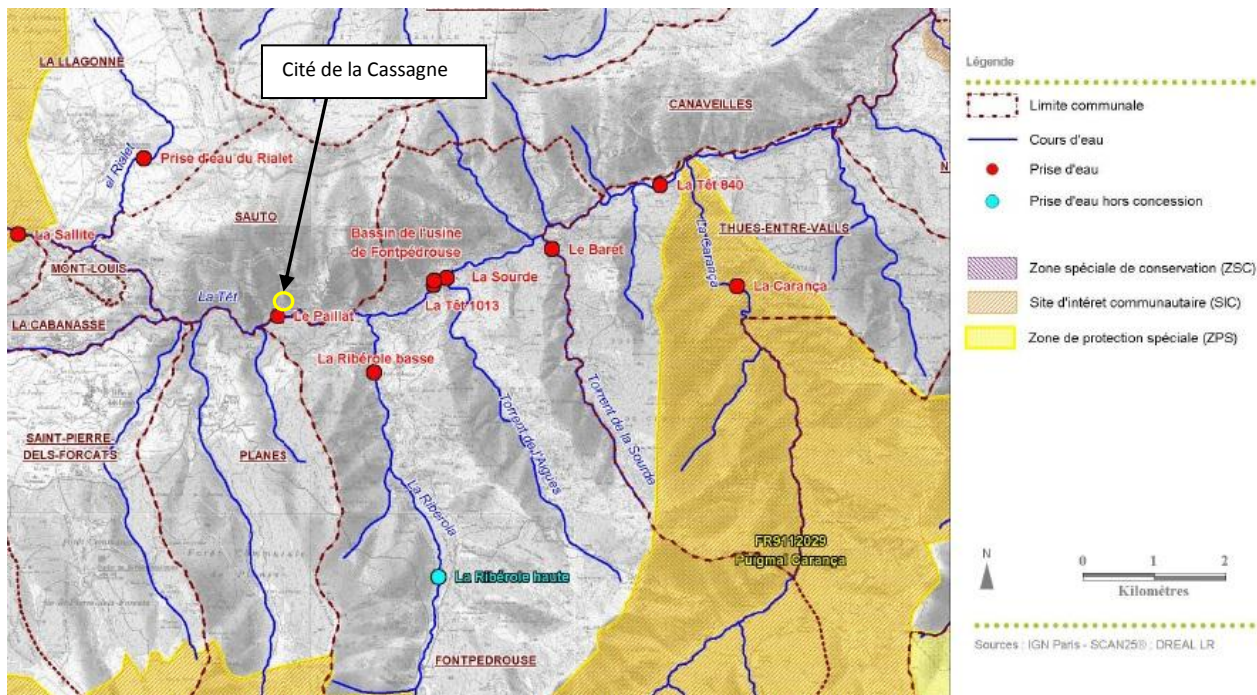 Cité de la Cassagne
LA LLAGONNE
CANAVEILLES
Prise d'eau du Rialet
el Rialet
La Têt 840
SAUTO
La Sallite
Bassin de l'usine
de Fontpédrouse
Le Baret
La Carança
THUES-ENTRE-VALLS
MONT-LOUIS
La Sourde
La Carança
La Têt
La Têt 1013
LA CABANASSE
Le Paillat
La Ribérole basse
Torrent de l'Aigues
Torrent de la Sourde
SAINT-PIERRE-
DELS-FORCATS
PLANES
La Ribérola
FR9112029
Puigmal Carança
La Ribérole haute
FONTPEDROUSE
Légende
Limite communale
Cours d'eau
Prise d'eau
Prise d'eau hors concession
Zone spéciale de conservation (ZSC)
Site d'intéret communautaire (SIC)
Zone de protection spéciale (ZPS)
N
0 1 2
Kilomètres
Sources : IGN Paris - SCAN25® ; DREAL LR